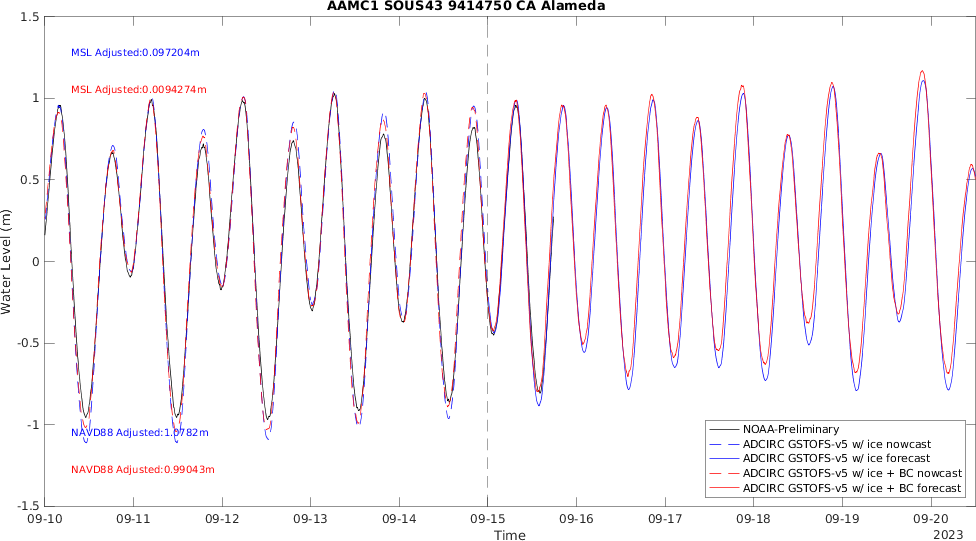 AAMC1 SOUS43 9414750 CA Alameda
1.5
1
0.5
0
-0.5
-1
-1.5
Water Level (m)
MSL Adjusted:0.097204m
MSL Adjusted:0.0094274m
NAVD88 Adjusted:1.0782m
NAVD88 Adjusted:0.99043m
NOAA-Preliminary
ADCIRC GSTOFS-v5 w/ ice nowcast
ADCIRC GSTOFS-v5 w/ ice forecast
ADCIRC GSTOFS-v5 w/ ice + BC nowcast
ADCIRC GSTOFS-v5 w/ ice + BC forecast
09-10 09-11 09-12 09-13 09-14 09-15 09-16 09-17 09-18 09-19 09-20
Time
2023